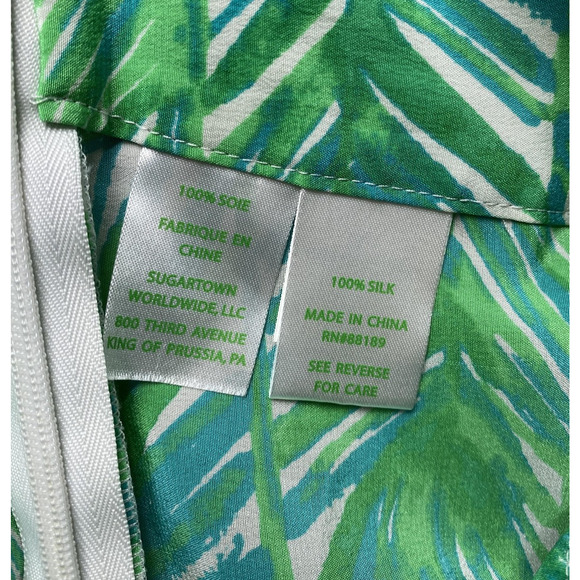 100% SOIE
FABRIQUE EN
CHINE
SUGARTOWN
WORLDWIDE, LLC
800 THIRD AVENUE
KING OF PRUSSIA, PA
100% SILK
MADE IN CHINA
RN#88189
SEE REVERSE
FOR CARE